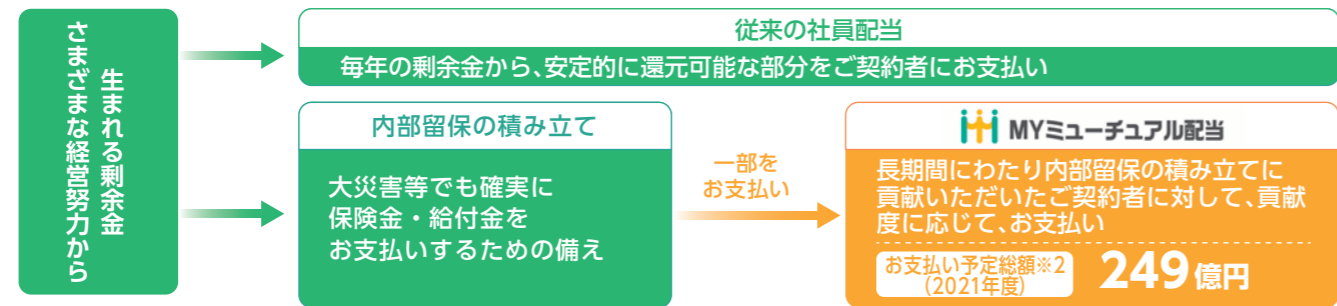 さまざまな経営努力から
生まれる剰余金
従来の社員配当
毎年の剰余金から、安定的に還元可能な部分をご契約者にお支払い
内部留保の積み立て
大災害等でも確実に
保険金・給付金を
お支払いするための備え
一部を
お支払い
MYミューチュアル配当
長期間にわたり内部留保の積み立てに
貢献いただいたご契約者に対して、貢献
度に応じて、お支払い
お支払い予定総額※2
(2021年度)
249億円